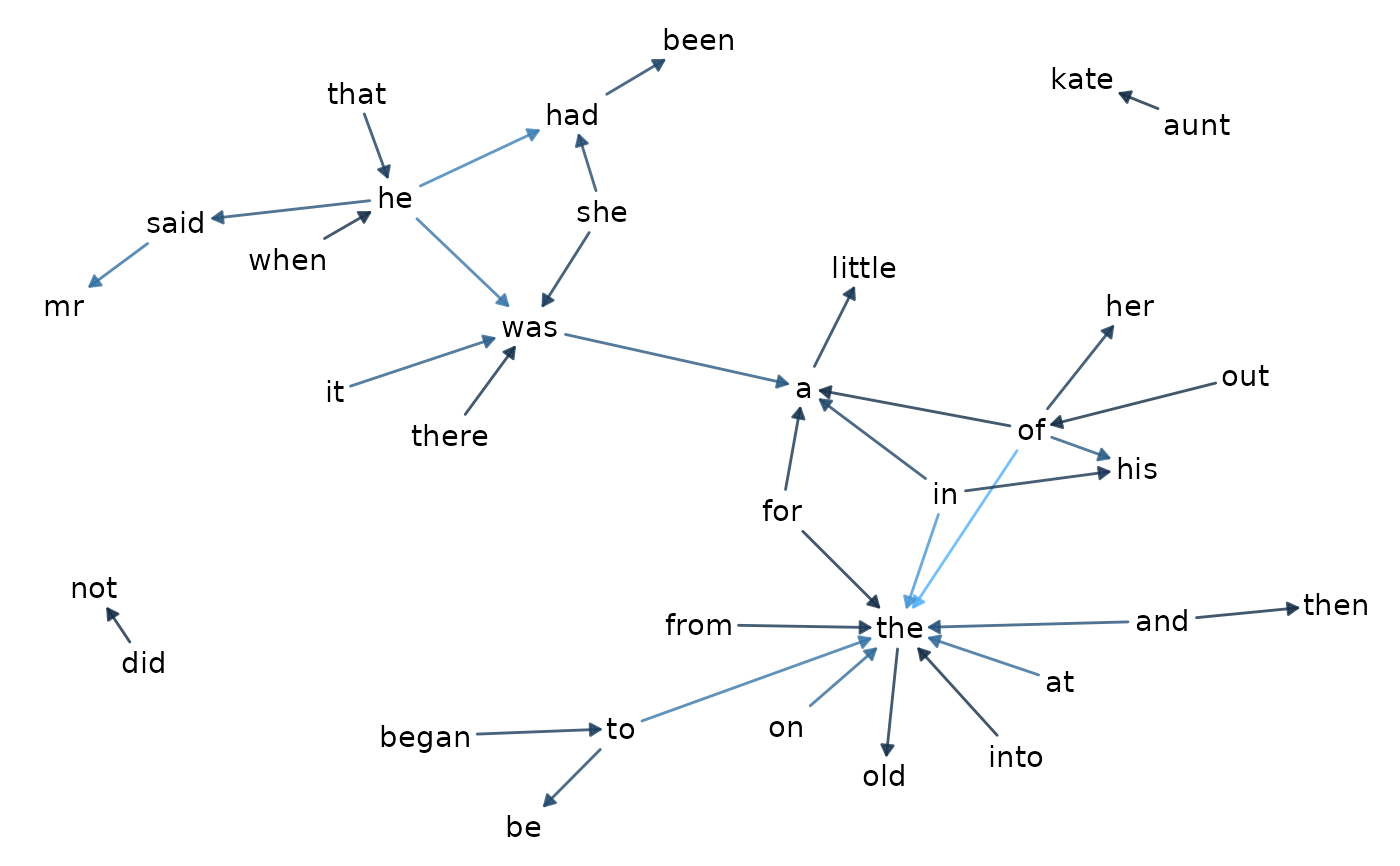 been
kate
that
had
aunt
he
she
said
when
little
mr
her
was
out
it
a
there
of
his
in
for
not
then
from
the
and
did
at
began
to
on
into
old
be